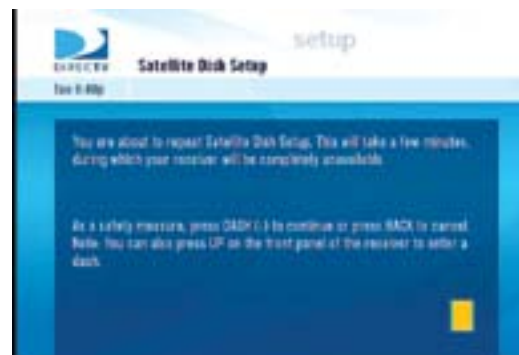 setup
DIRECTV
Satellite Dish Setup
You are about to repeat Satellite Dish Setup. This will take a few minutes,
during which your receiver will be completely unavailable.
As a safety measure, press DASH (-) to continue or press BACK to cancel.
Note: You can also press UP on the front panel of the receiver to enter a
dash.